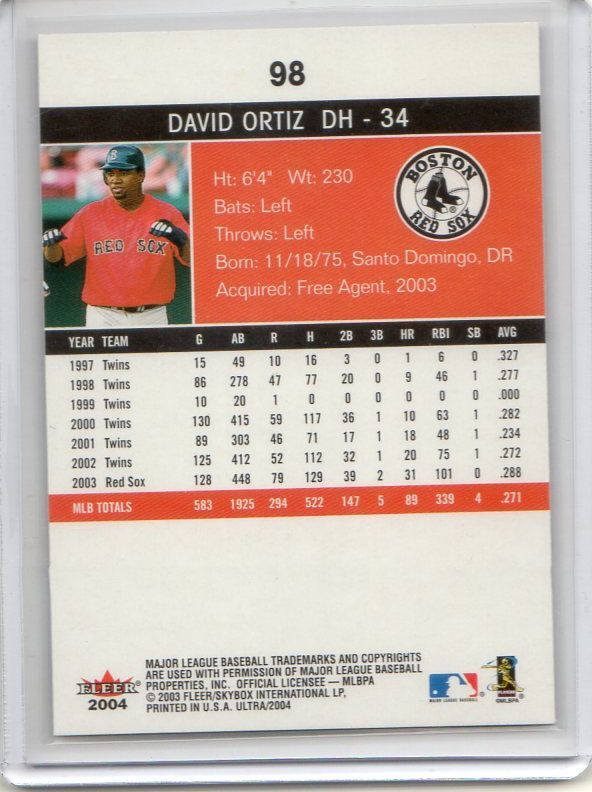 98
DAVID ORTIZ DH - 34
Ht: 6'4" Wt: 230
Bats: Left
Throws: Left
Born: 11/18/75, Santo Domingo, DR
Acquired: Free Agent, 2003
BOSTON
RED SOX
®
RED SOX
YEAR TEAM G AB R H 2B 3B HR RBI SB AVG
1997 Twins 15 49 10 16 3 0 1 6 0 .327
1998 Twins 86 278 47 77 20 0 9 46 1 .277
1999 Twins 10 20 1 0 0 0 0 0 0 .000
2000 Twins 130 415 59 117 36 1 10 63 1 .282
2001 Twins 89 303 46 71 17 1 18 48 1 .234
2002 Twins 125 412 52 112 32 1 20 75 1 .272
2003 Red Sox 128 448 79 129 39 2 31 101 0 .288
MLB TOTALS 583 1925 294 522 147 5 89 339 4 .271
FLEER
2004
MAJOR LEAGUE BASEBALL TRADEMARKS AND COPYRIGHTS
ARE USED WITH PERMISSION OF MAJOR LEAGUE BASEBALL
PROPERTIES, INC. OFFICIAL LICENSEE — MLBPA
© 2003 FLEER/SKYBOX INTERNATIONAL LP,
PRINTED IN U.S.A. ULTRA/2004
MAJOR LEAGUE BASEBALL
©MLBPA